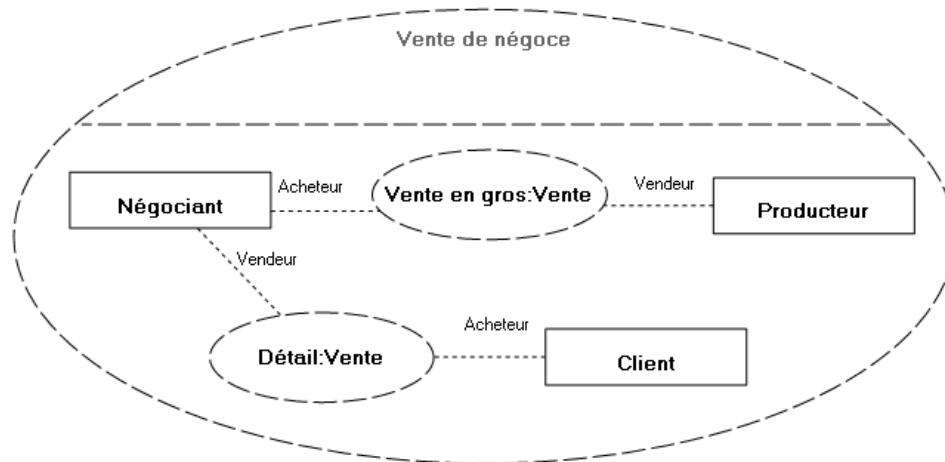 Vente de négoce
Négociant
Acheteur
Vente en gros:Vente
Vendeur
Producteur
Vendeur
Détail:Vente
Acheteur
Client